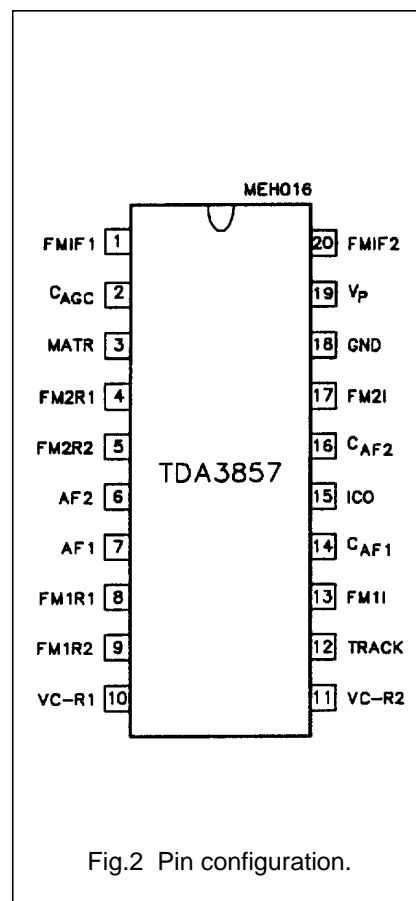 MEH016
FMIF1 1 20 FMIF2
CAGC 2 19 VP
MATR 3 18 GND
FM2R1 4 17 FM2I
FM2R2 5 16 CAF2
TDA3857
AF2 6 15 ICO
AF1 7 14 CAF1
FM1R1 8 13 FM1I
FM1R2 9 12 TRACK
VC-R1 10 11 VC-R2
Fig.2 Pin configuration.